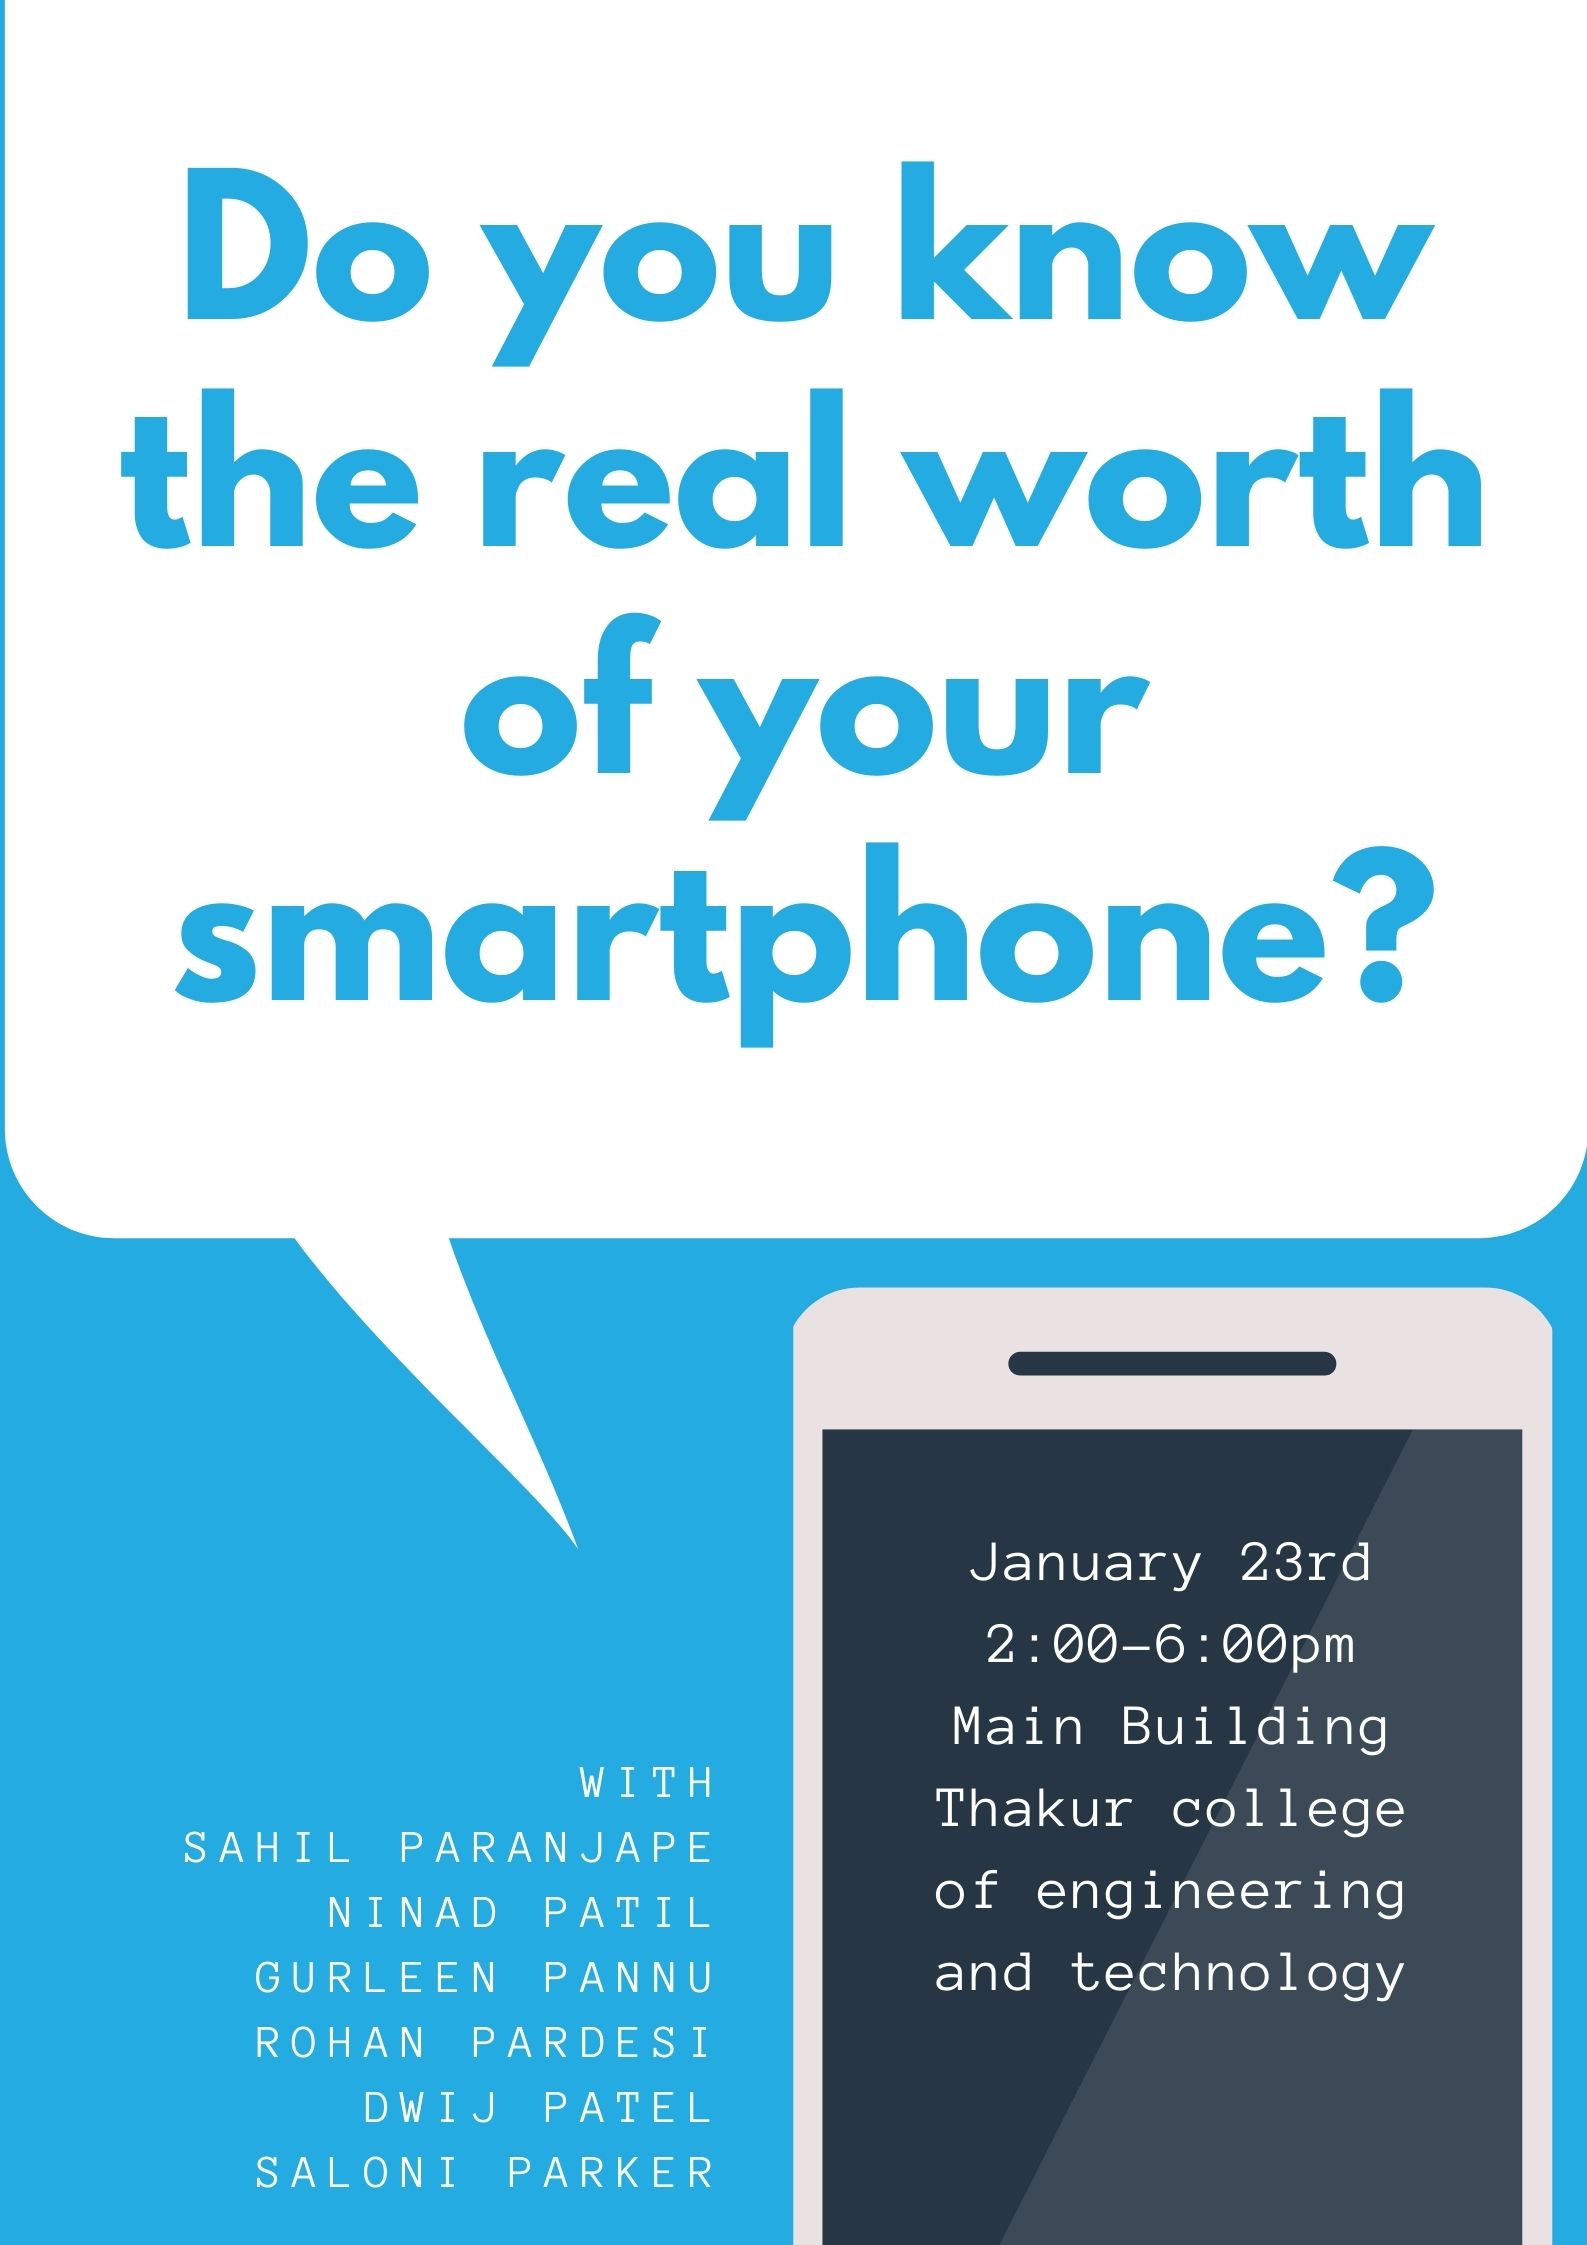 Do you know
the real worth
of your
smartphone?
January 23rd
2:00-6:00pm
Main Building
Thakur college
of engineering
and technology
WITH
SAHIL PARANJAPE
NINAD PATIL
GURLEEN PANNU
ROHAN PARDESI
DWIJ PATEL
SALONI PARKER